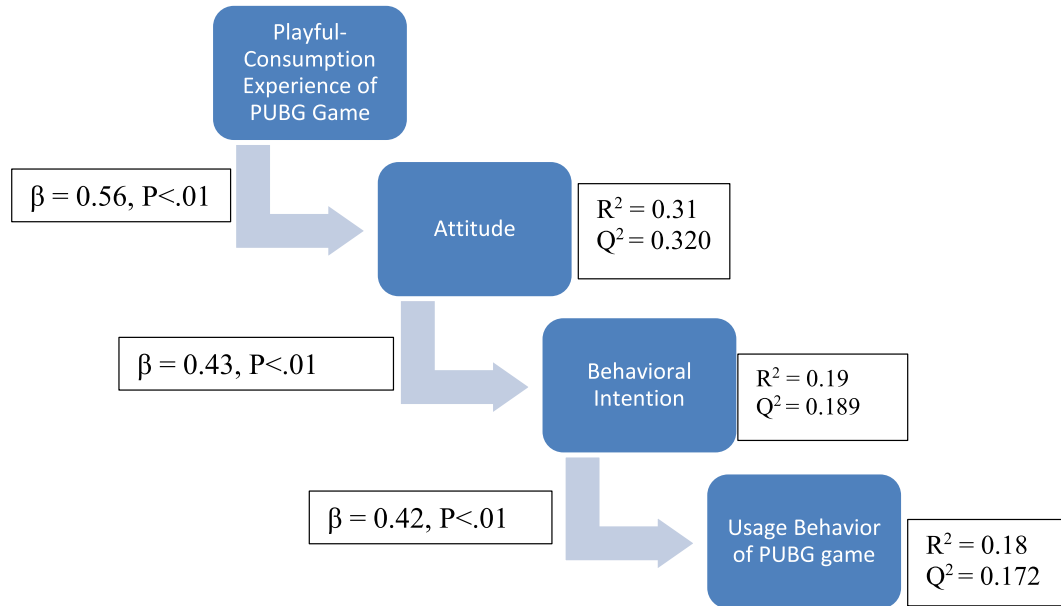 Playful-
Consumption
Experience of
PUBG Game
β = 0.56, P<.01
Attitude
R² = 0.31
Q² = 0.320
β = 0.43, P<.01
Behavioral
Intention
R² = 0.19
Q² = 0.189
β = 0.42, P<.01
Usage Behavior
of PUBG game
R² = 0.18
Q² = 0.172